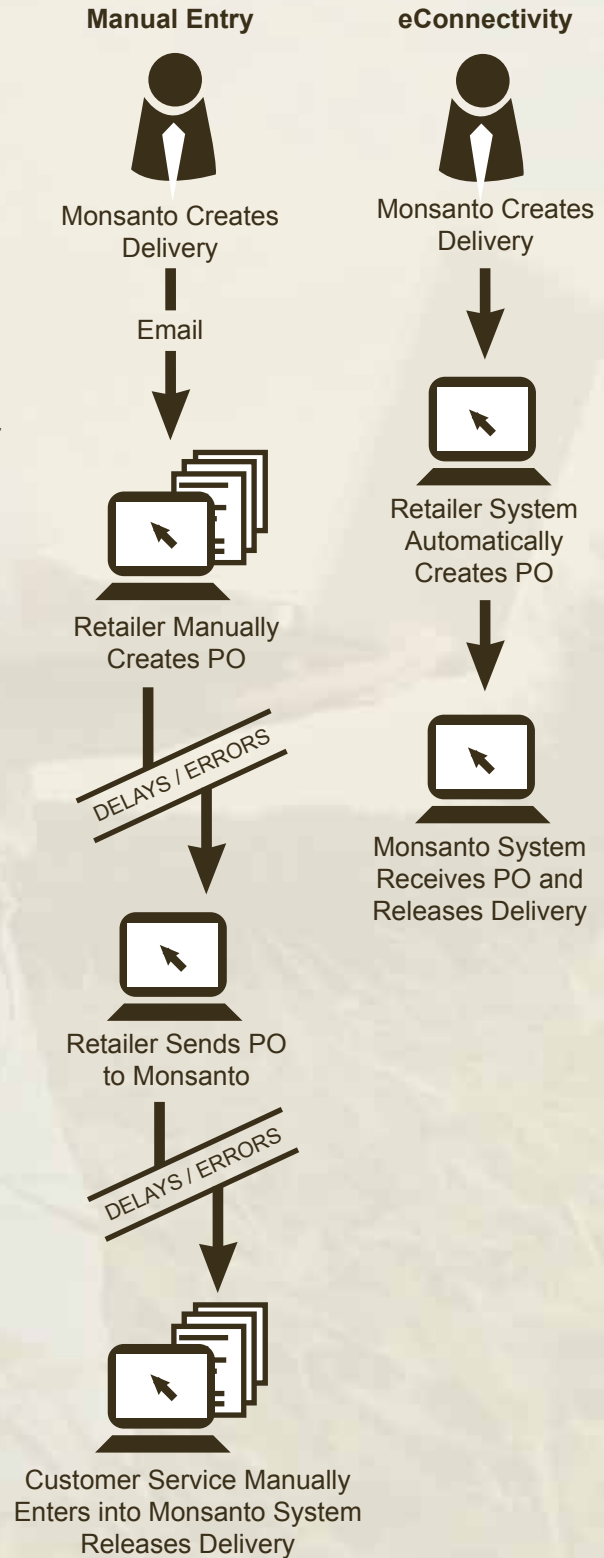 Manual Entry
Monsanto Creates
Delivery
Email
Retailer Manually
Creates PO
DELAYS / ERRORS
Retailer Sends PO
to Monsanto
DELAYS / ERRORS
Customer Service Manually
Enters into Monsanto System
Releases Delivery
eConnectivity
Monsanto Creates
Delivery
Retailer System
Automatically
Creates PO
Monsanto System
Receives PO and
Releases Delivery